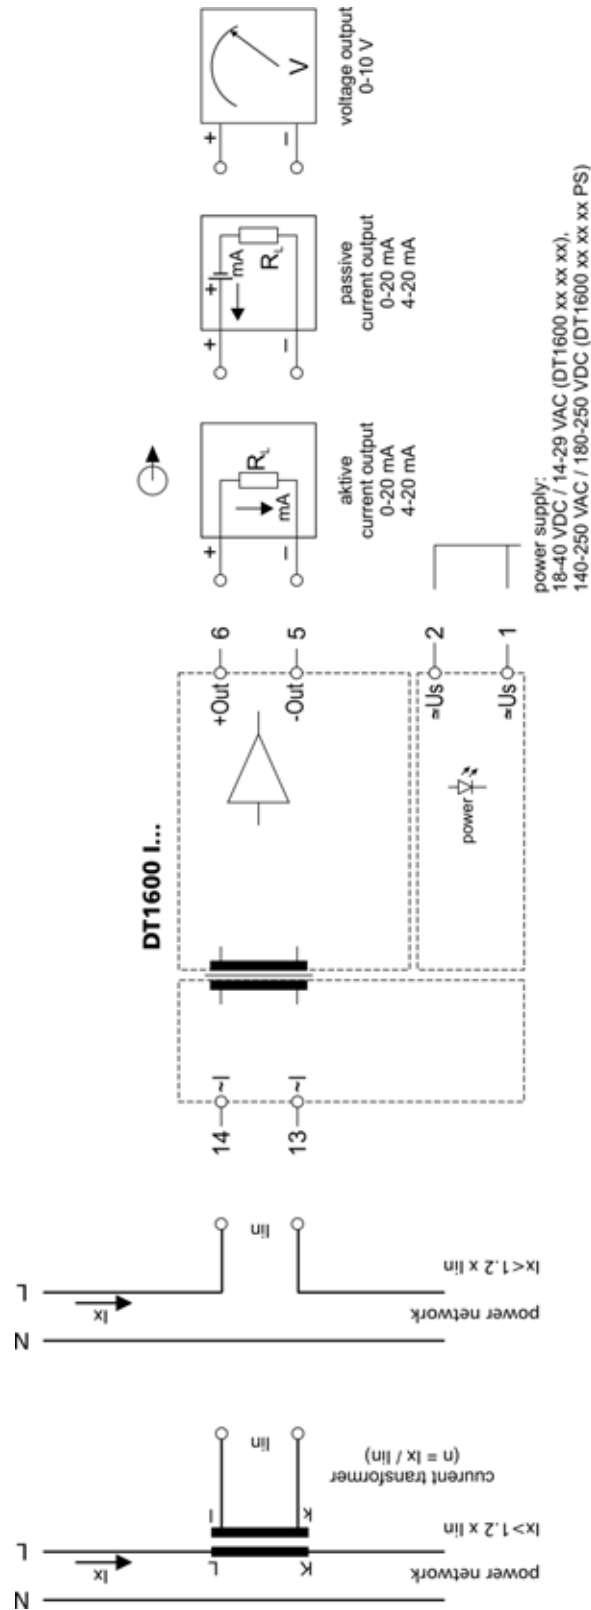 DT1600 I...
V
+
−
voltage output
0-10 V
+
mA
R_L
+
−
passive
current output
0-20 mA
4-20 mA
R_L
mA
+
−
aktive
current output
0-20 mA
4-20 mA
6
+Out
5
-Out
2
≃Us
1
≃Us
power
power supply:
18-40 VDC / 14-29 VAC (DT1600 xx xx xx),
140-250 VAC / 180-250 VDC (DT1600 xx xx xx PS)
14
~I
13
~I
L
Ix
N
Iin
power network
Ix<1.2 x Iin
L
Ix
N
L
K
l
K
Iin
power network
Ix>1.2 x Iin
cuurent transformer
(n = Ix / Iin)